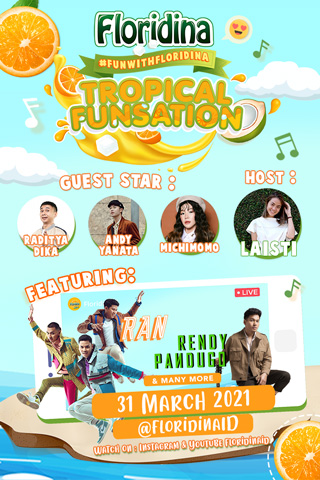 Floridina
#FUNWITHFLORIDINA
TROPICAL
FUNSATION
GUEST STAR :
HOST :
RADITYA
DIKA
ANDY
YANATA
MICHIMOMO
LAISTI
FEATURING:
LIVE
RAN
RENDY
PANDUGO
& MANY MORE
31 MARCH 2021
@FLORIDINAID
WATCH ON : INSTAGRAM & YOUTUBE FLORIDINAID